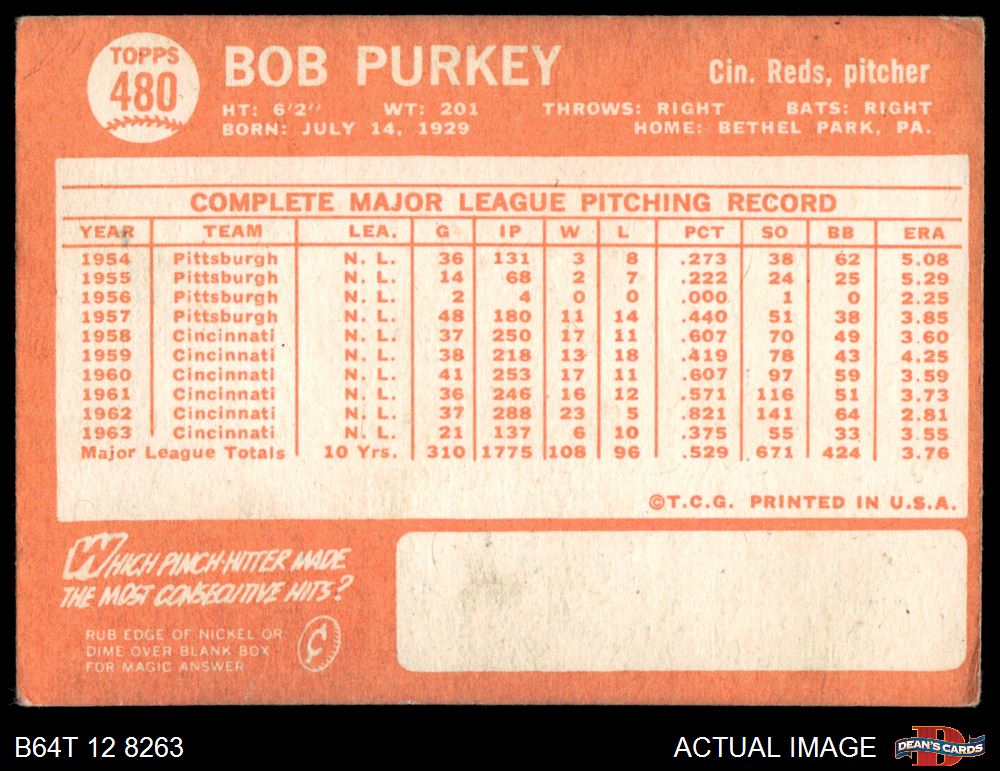 TOPPS
480
BOB PURKEY
Cin. Reds, pitcher
HT: 6'2" WT: 201 THROWS: RIGHT BATS: RIGHT
BORN: JULY 14, 1929 HOME: BETHEL PARK, PA.
COMPLETE MAJOR LEAGUE PITCHING RECORD
YEAR TEAM LEA. G IP W L PCT SO BB ERA
1954 Pittsburgh N. L. 36 131 3 8 .273 38 62 5.08
1955 Pittsburgh N. L. 14 68 2 7 .222 24 25 5.29
1956 Pittsburgh N. L. 2 4 0 0 .000 1 0 2.25
1957 Pittsburgh N. L. 48 180 11 14 .440 51 38 3.85
1958 Cincinnati N. L. 37 250 17 11 .607 70 49 3.60
1959 Cincinnati N. L. 38 218 13 18 .419 78 43 4.25
1960 Cincinnati N. L. 41 253 17 11 .607 97 59 3.59
1961 Cincinnati N. L. 36 246 16 12 .571 116 51 3.73
1962 Cincinnati N. L. 37 288 23 5 .821 141 64 2.81
1963 Cincinnati N. L. 21 137 6 10 .375 55 33 3.55
Major League Totals 10 Yrs. 310 1775 108 96 .529 671 424 3.76
©T.C.G. PRINTED IN U.S.A.
WHICH PINCH-HITTER MADE
THE MOST CONSECUTIVE HITS?
RUB EDGE OF NICKEL OR
DIME OVER BLANK BOX
FOR MAGIC ANSWER
B64T 12 8263
ACTUAL IMAGE
DEAN'S CARDS